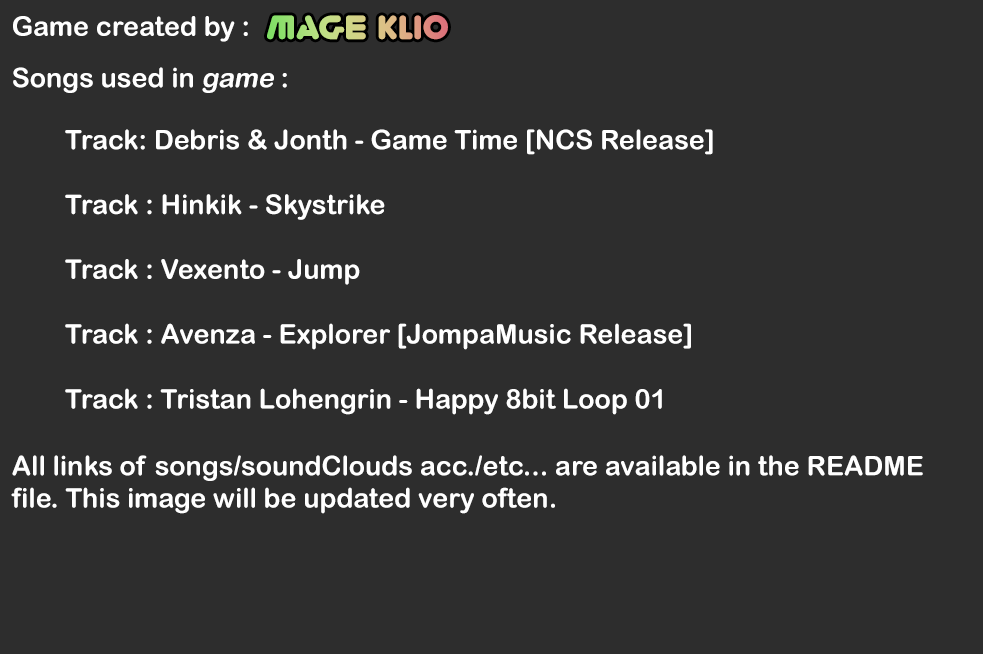 Game created by : MAGE KLIO
Songs used in game :
Track: Debris & Jonth - Game Time [NCS Release]
Track : Hinkik - Skystrike
Track : Vexento - Jump
Track : Avenza - Explorer [JompaMusic Release]
Track : Tristan Lohengrin - Happy 8bit Loop 01
All links of songs/soundClouds acc./etc... are available in the README
file. This image will be updated very often.